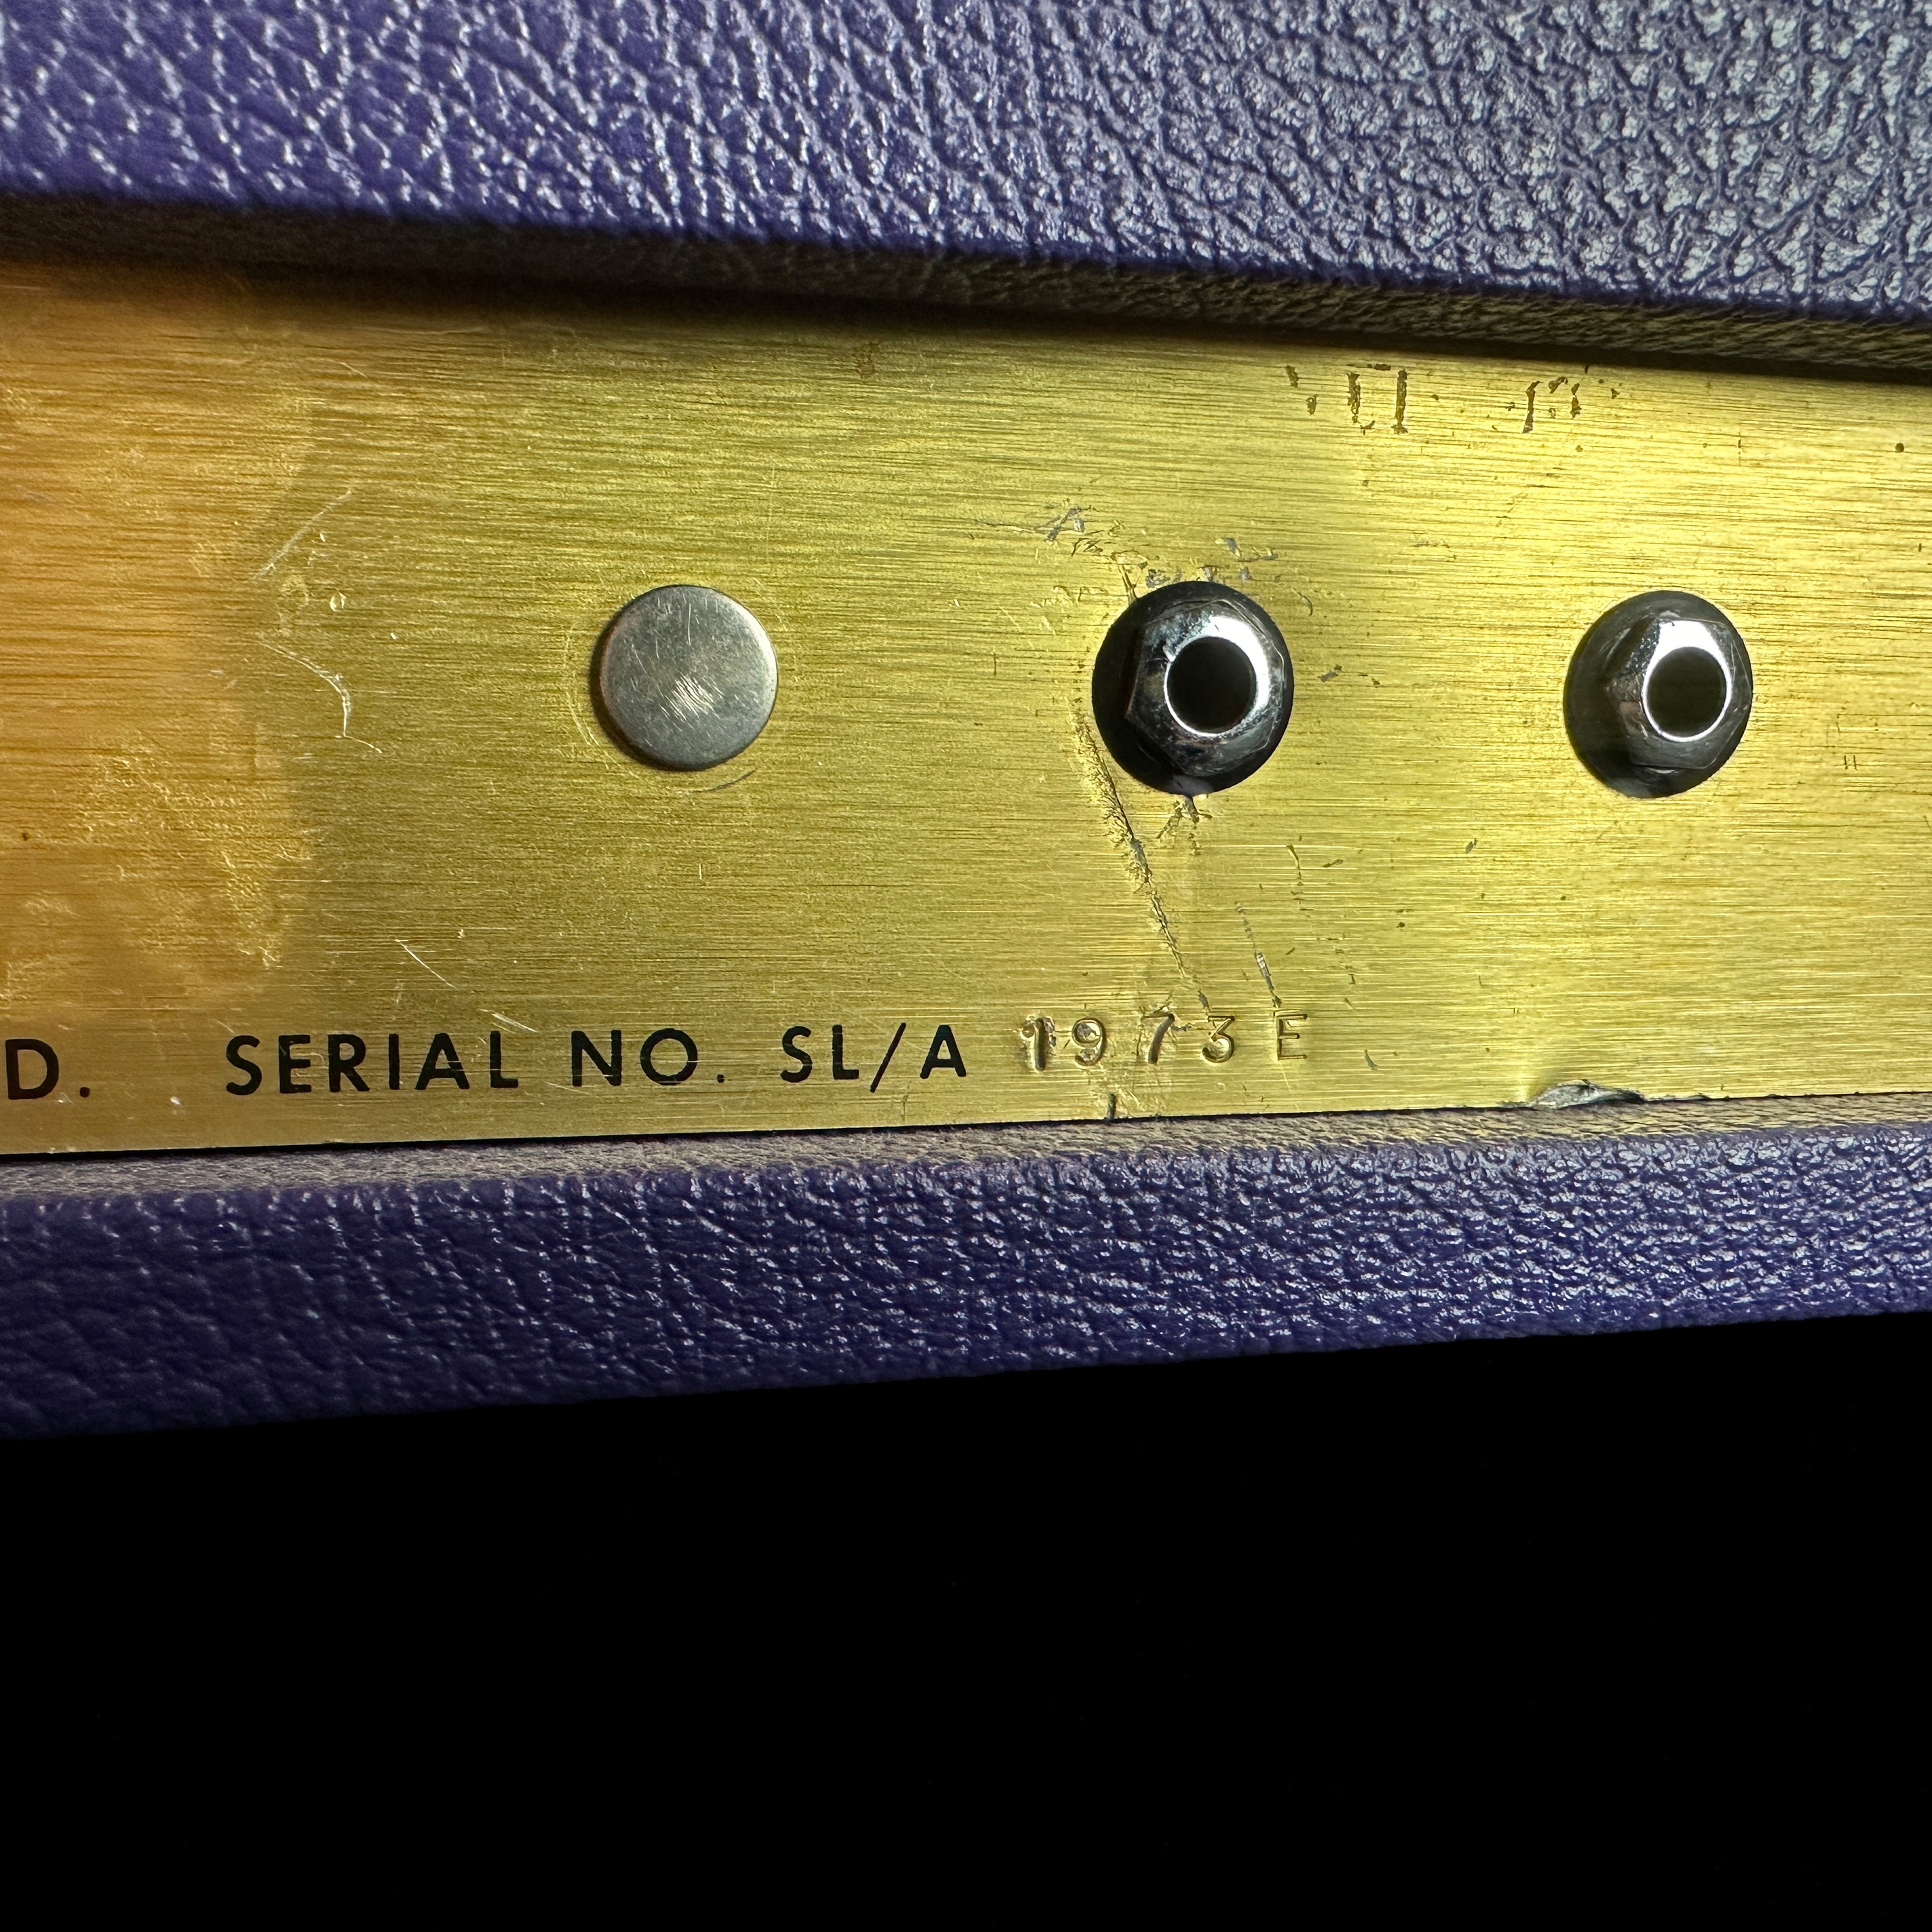 D. SERIAL NO. SL/A 1973E